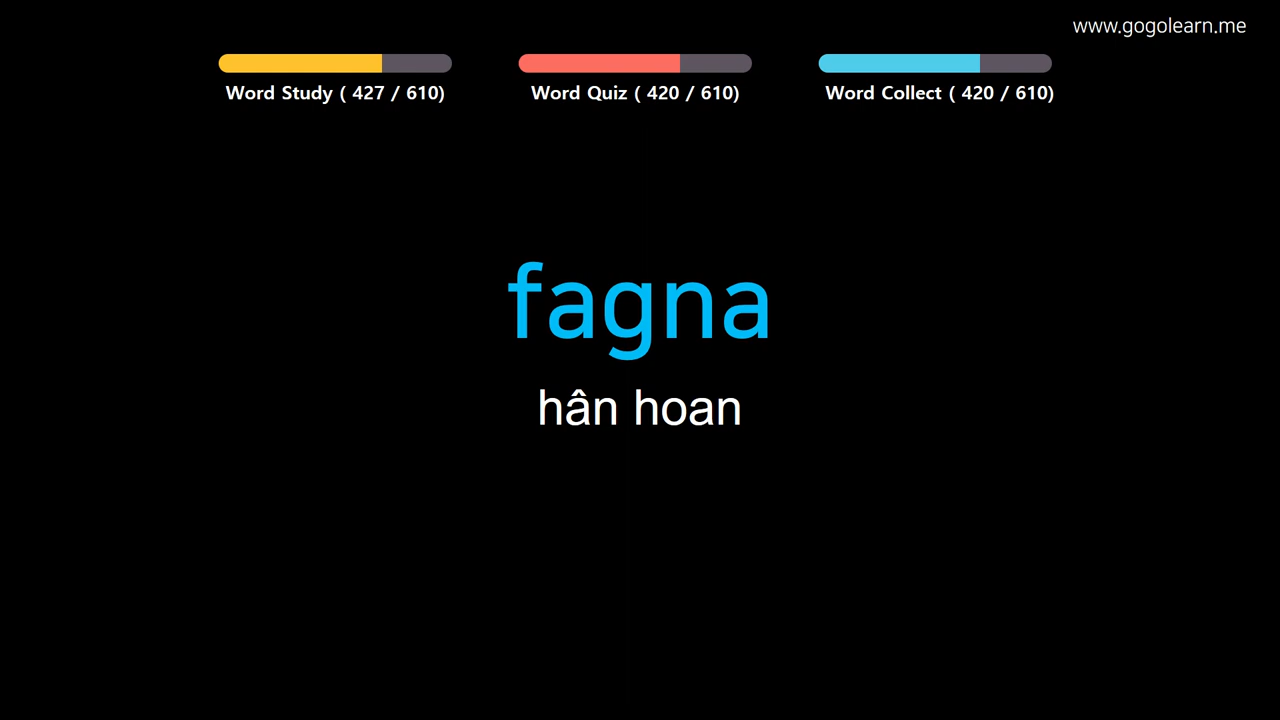 www.gogolearn.me
Word Study ( 427 / 610)
Word Quiz ( 420 / 610)
Word Collect ( 420 / 610)
fagna
hân hoan